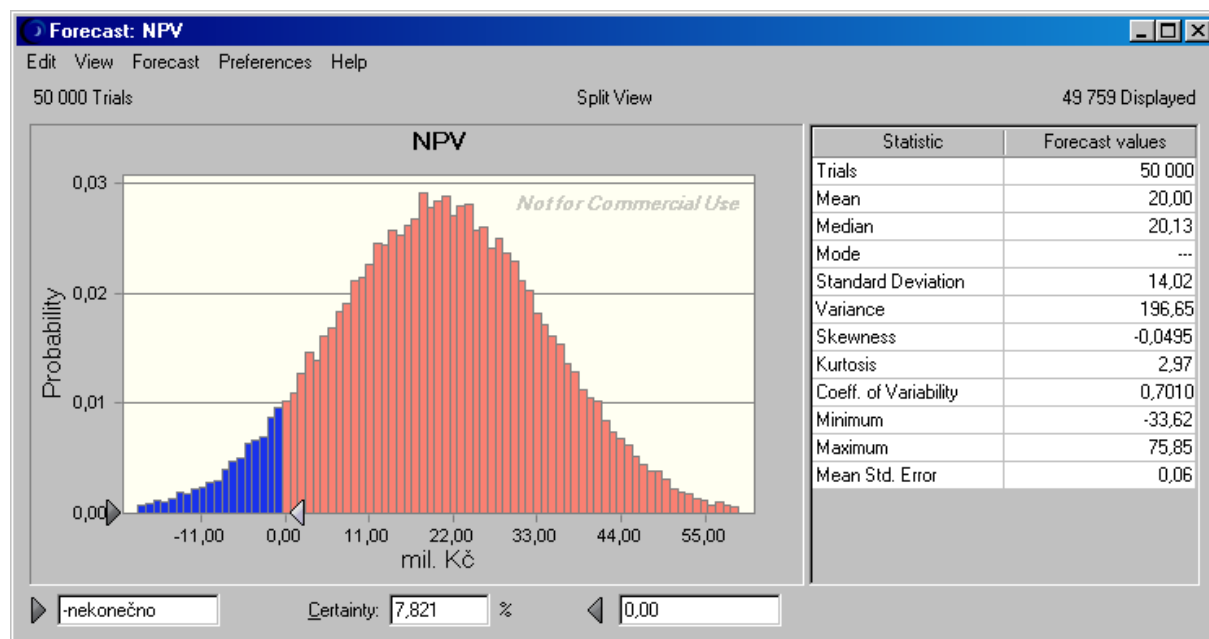 Forecast: NPV
Edit View Forecast Preferences Help
50 000 Trials Split View 49 759 Displayed
NPV
Not for Commercial Use
0,03
0,02
0,01
0,00
Probability
-11,00 0,00 11,00 22,00 33,00 44,00 55,00
mil. Kč
Statistic Forecast values
Trials 50 000
Mean 20,00
Median 20,13
Mode ---
Standard Deviation 14,02
Variance 196,65
Skewness -0,0495
Kurtosis 2,97
Coeff. of Variability 0,7010
Minimum -33,62
Maximum 75,85
Mean Std. Error 0,06
-nekonečno Certainty: 7,821 % 0,00